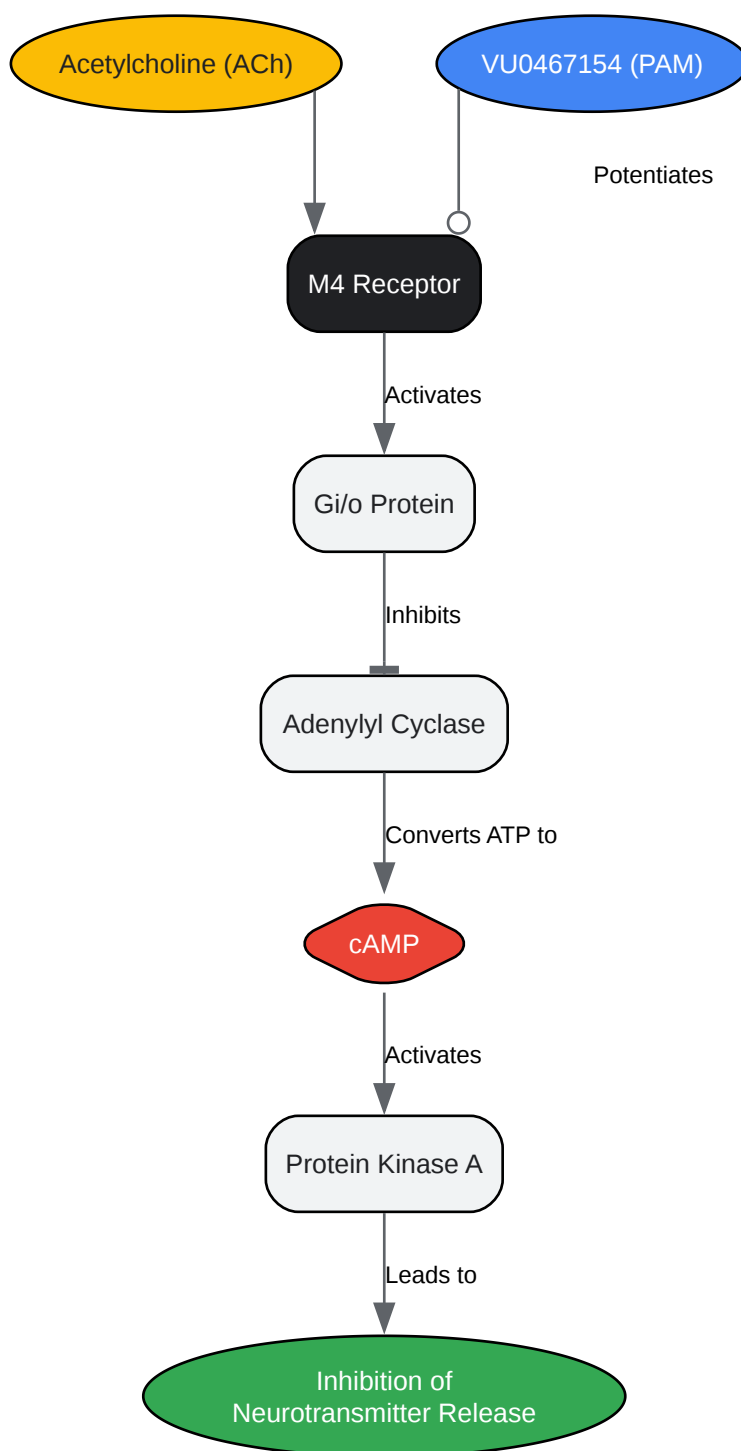 Acetylcholine (ACh)
VU0467154 (PAM)
Potentiates
M4 Receptor
Activates
Gi/o Protein
Inhibits
Adenylyl Cyclase
Converts ATP to
cAMP
Activates
Protein Kinase A
Leads to
Inhibition of
Neurotransmitter Release